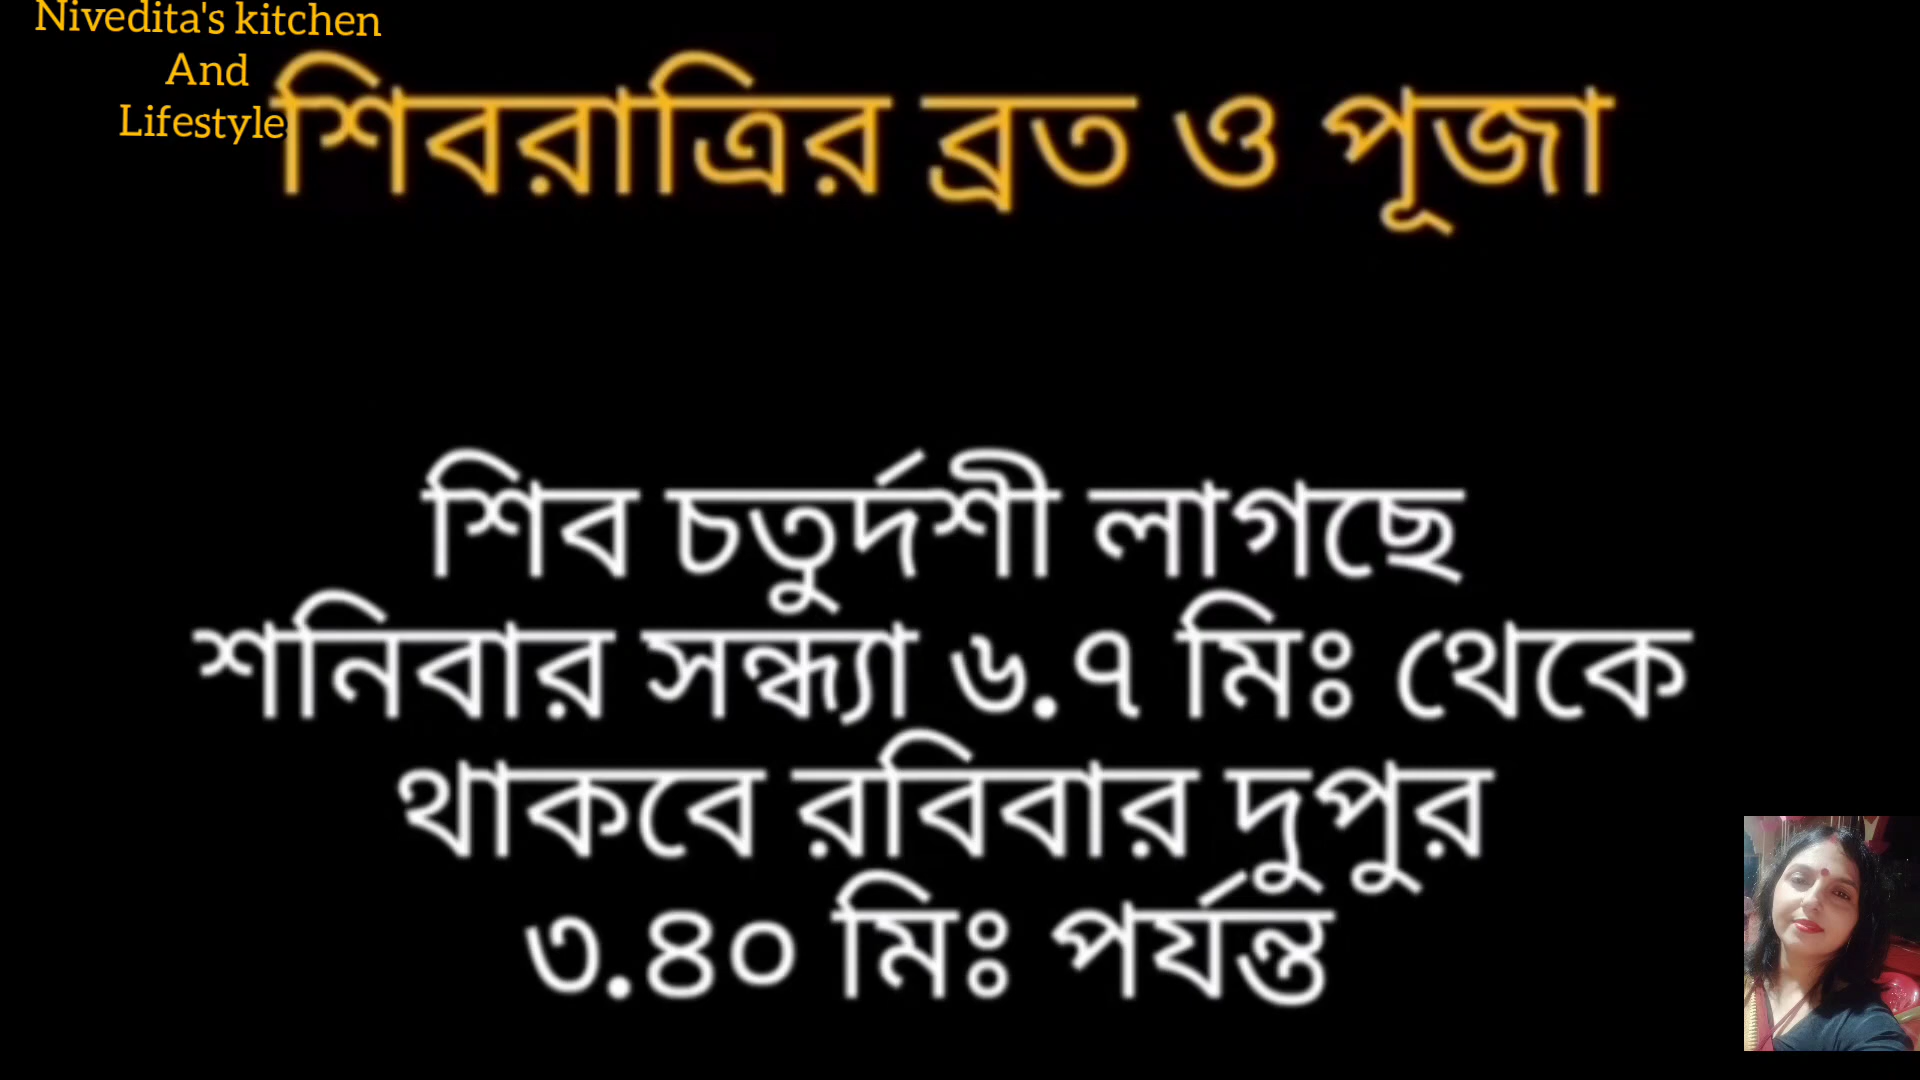 Nivedita's kitchen
And
Lifestyle
শিবরাত্রির ব্রত ও পূজা
শিব চতুর্দশী লাগছে
শনিবার সন্ধ্যা ৬.৭ মিঃ থেকে
থাকবে রবিবার দুপুর
৩.৪০ মিঃ পর্যন্ত